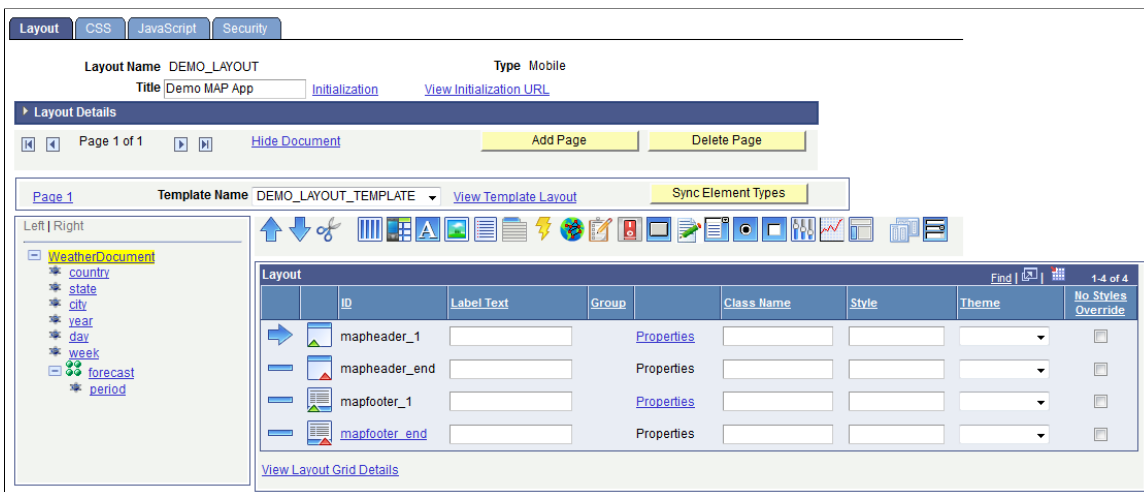 Layout CSS JavaScript Security
Layout Name DEMO_LAYOUT Type Mobile
Title Demo MAP App Initialization View Initialization URL
Layout Details
Page 1 of 1 Hide Document Add Page Delete Page
Page 1 Template Name DEMO_LAYOUT_TEMPLATE View Template Layout Sync Element Types
Left | Right
WeatherDocument
country
state
city
year
day
week
forecast
period
Layout Find | | 1-4 of 4
ID Label Text Group Class Name Style Theme No Styles Override
mapheader_1 Properties
mapheader_end Properties
mapfooter_1 Properties
mapfooter_end Properties
View Layout Grid Details